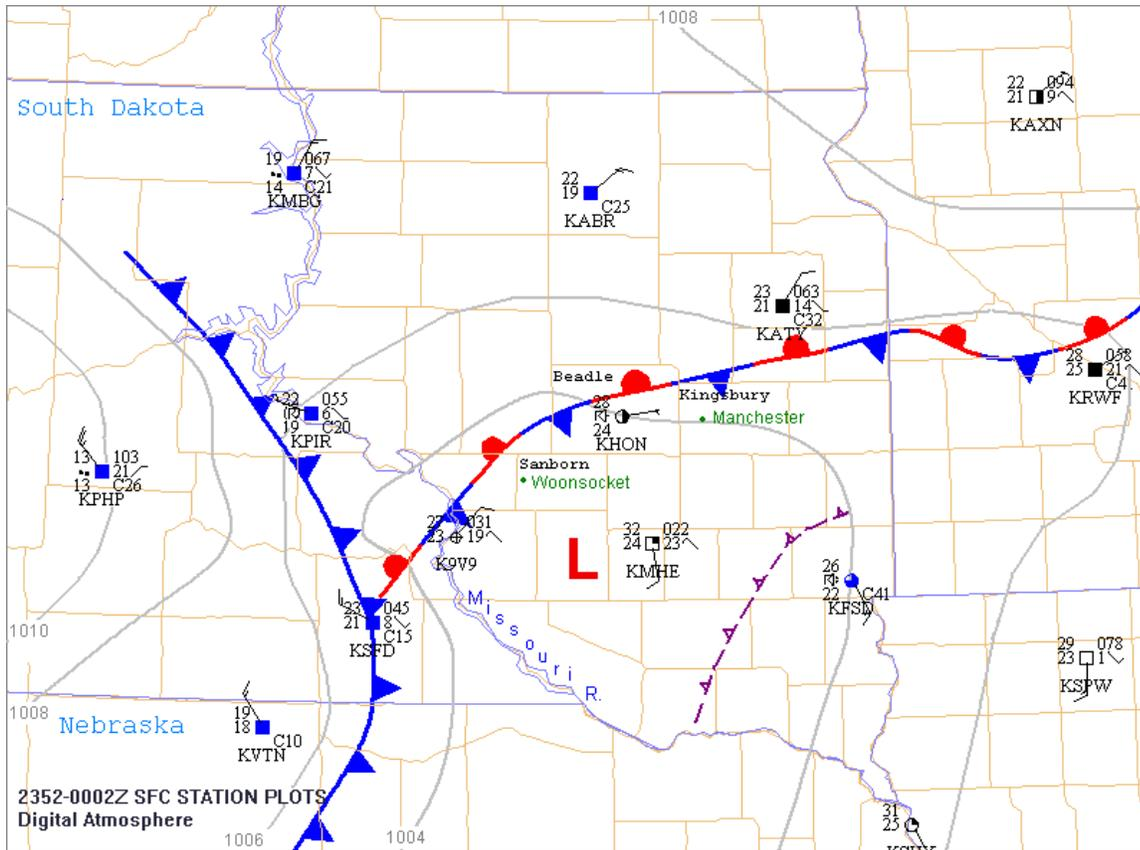 1008
22 094
21 9
KAXN
South Dakota
19 067
7
14 C21
KMBG
22
19
C25
KABR
23 063
21 14
C32
KATY
28 058
25 21
C4
KRWF
Beadle
Kingsbury
Manchester
28
24
KHON
055
6
19 C20
KPIR
13 103
21
13 C26
KPHP
Sanborn
Woonsocket
031
23 19
K9V9
32 022
24 23
KMHE
L
26
22
C41
KFSD
Missouri R.
23 045
21 8
C15
KSFD
29 078
23 1
KSPW
1010
1008
Nebraska
19
18
C10
KVTN
2352-0002Z SFC STATION PLOTS
Digital Atmosphere
1006
1004
31
25